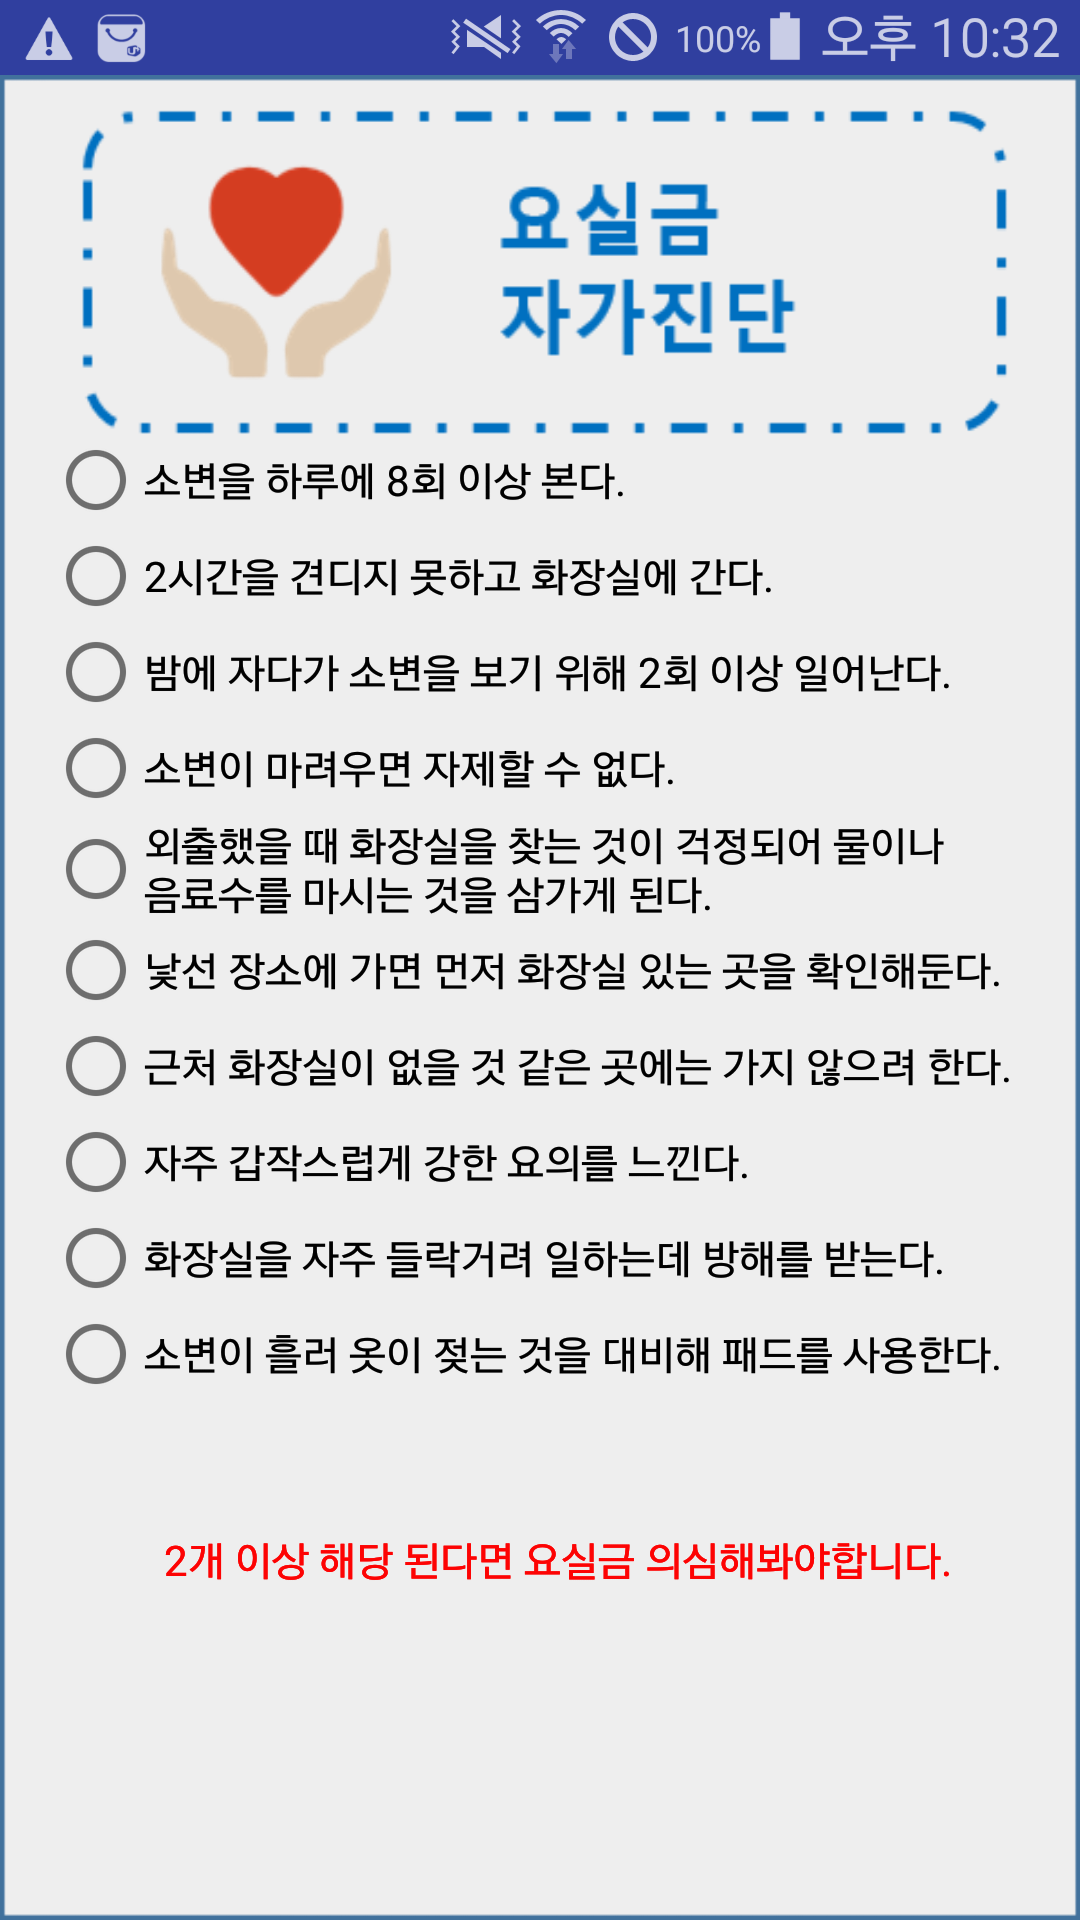 100% 오후 10:32
요실금
자가진단
소변을 하루에 8회 이상 본다.
2시간을 견디지 못하고 화장실에 간다.
밤에 자다가 소변을 보기 위해 2회 이상 일어난다.
소변이 마려우면 자제할 수 없다.
외출했을 때 화장실을 찾는 것이 걱정되어 물이나
음료수를 마시는 것을 삼가게 된다.
낯선 장소에 가면 먼저 화장실 있는 곳을 확인해둔다.
근처 화장실이 없을 것 같은 곳에는 가지 않으려 한다.
자주 갑작스럽게 강한 요의를 느낀다.
화장실을 자주 들락거려 일하는데 방해를 받는다.
소변이 흘러 옷이 젖는 것을 대비해 패드를 사용한다.
2개 이상 해당 된다면 요실금 의심해봐야합니다.